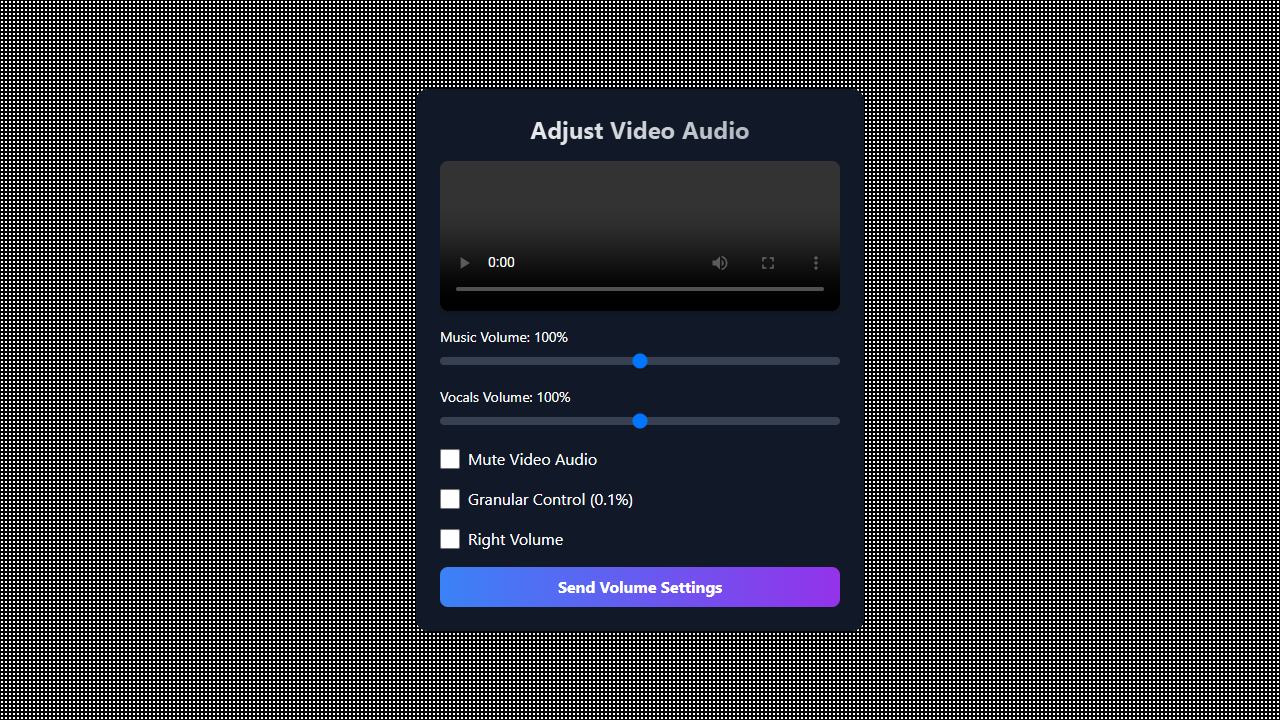 Adjust Video Audio
0:00
Music Volume: 100%
Vocals Volume: 100%
Mute Video Audio
Granular Control (0.1%)
Right Volume
Send Volume Settings